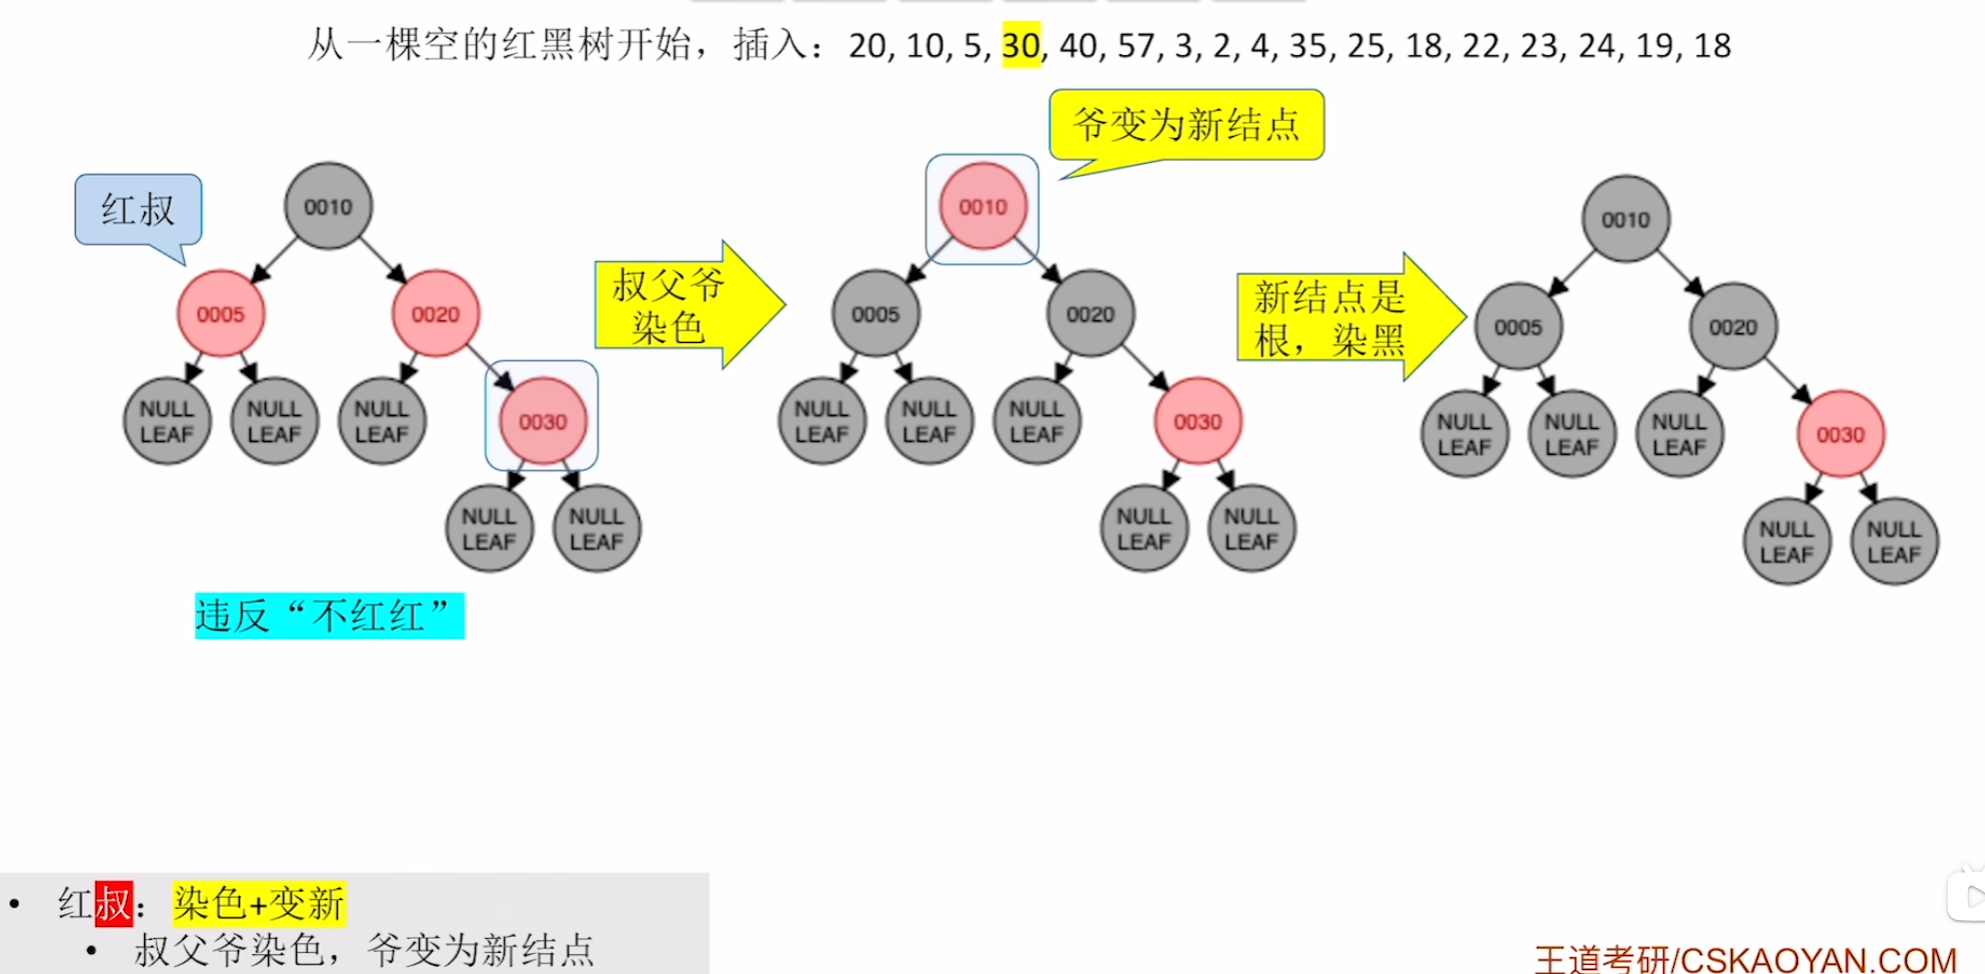 从一棵空的红黑树开始，插入：20, 10, 5, 30, 40, 57, 3, 2, 4, 35, 25, 18, 22, 23, 24, 19, 18
爷变为新结点
红叔
0010
0005
0020
NULL
LEAF
NULL
LEAF
NULL
LEAF
0030
NULL
LEAF
NULL
LEAF
违反“不红红”
叔父爷
染色
0010
0005
0020
NULL
LEAF
NULL
LEAF
NULL
LEAF
0030
NULL
LEAF
NULL
LEAF
新结点是
根，染黑
0010
0005
0020
NULL
LEAF
NULL
LEAF
NULL
LEAF
0030
NULL
LEAF
NULL
LEAF
• 红叔：染色+变新
• 叔父爷染色，爷变为新结点
王道考研/CSKAOYAN.COM